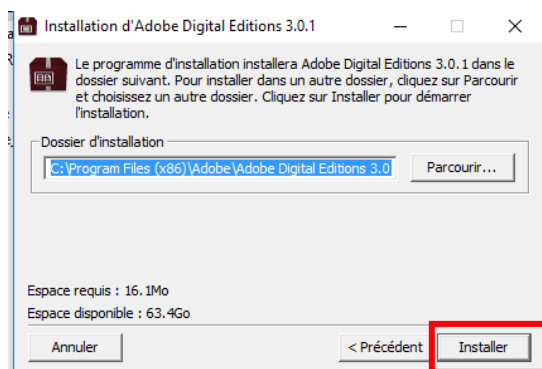 Installation d'Adobe Digital Editions 3.0.1
Le programme d'installation installera Adobe Digital Editions 3.0.1 dans le
dossier suivant. Pour installer dans un autre dossier, cliquez sur Parcourir
et choisissez un autre dossier. Cliquez sur Installer pour démarrer
l'installation.
Dossier d'installation
C:\Program Files (x86)\Adobe\Adobe Digital Editions 3.0
Parcourir...
Espace requis : 16.1Mo
Espace disponible : 63.4Go
Annuler
< Précédent
Installer